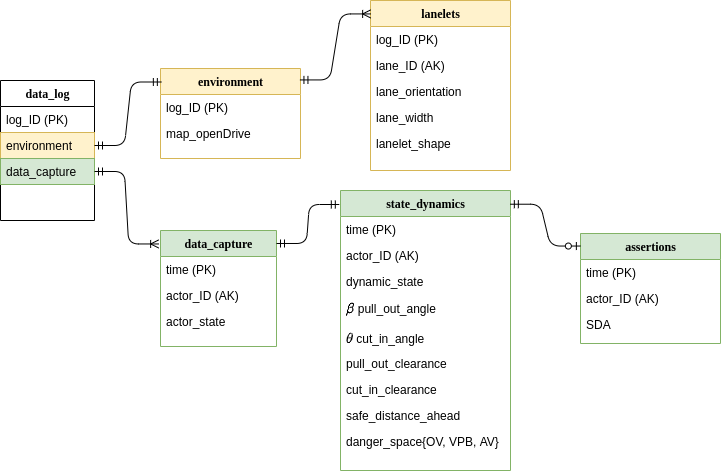 data_log
log_ID (PK)
environment
data_capture
environment
log_ID (PK)
map_openDrive
lanelets
log_ID (PK)
lane_ID (AK)
lane_orientation
lane_width
lanelet_shape
data_capture
time (PK)
actor_ID (AK)
actor_state
state_dynamics
time (PK)
actor_ID (AK)
dynamic_state
β pull_out_angle
θ cut_in_angle
pull_out_clearance
cut_in_clearance
safe_distance_ahead
danger_space{OV, VPB, AV}
assertions
time (PK)
actor_ID (AK)
SDA